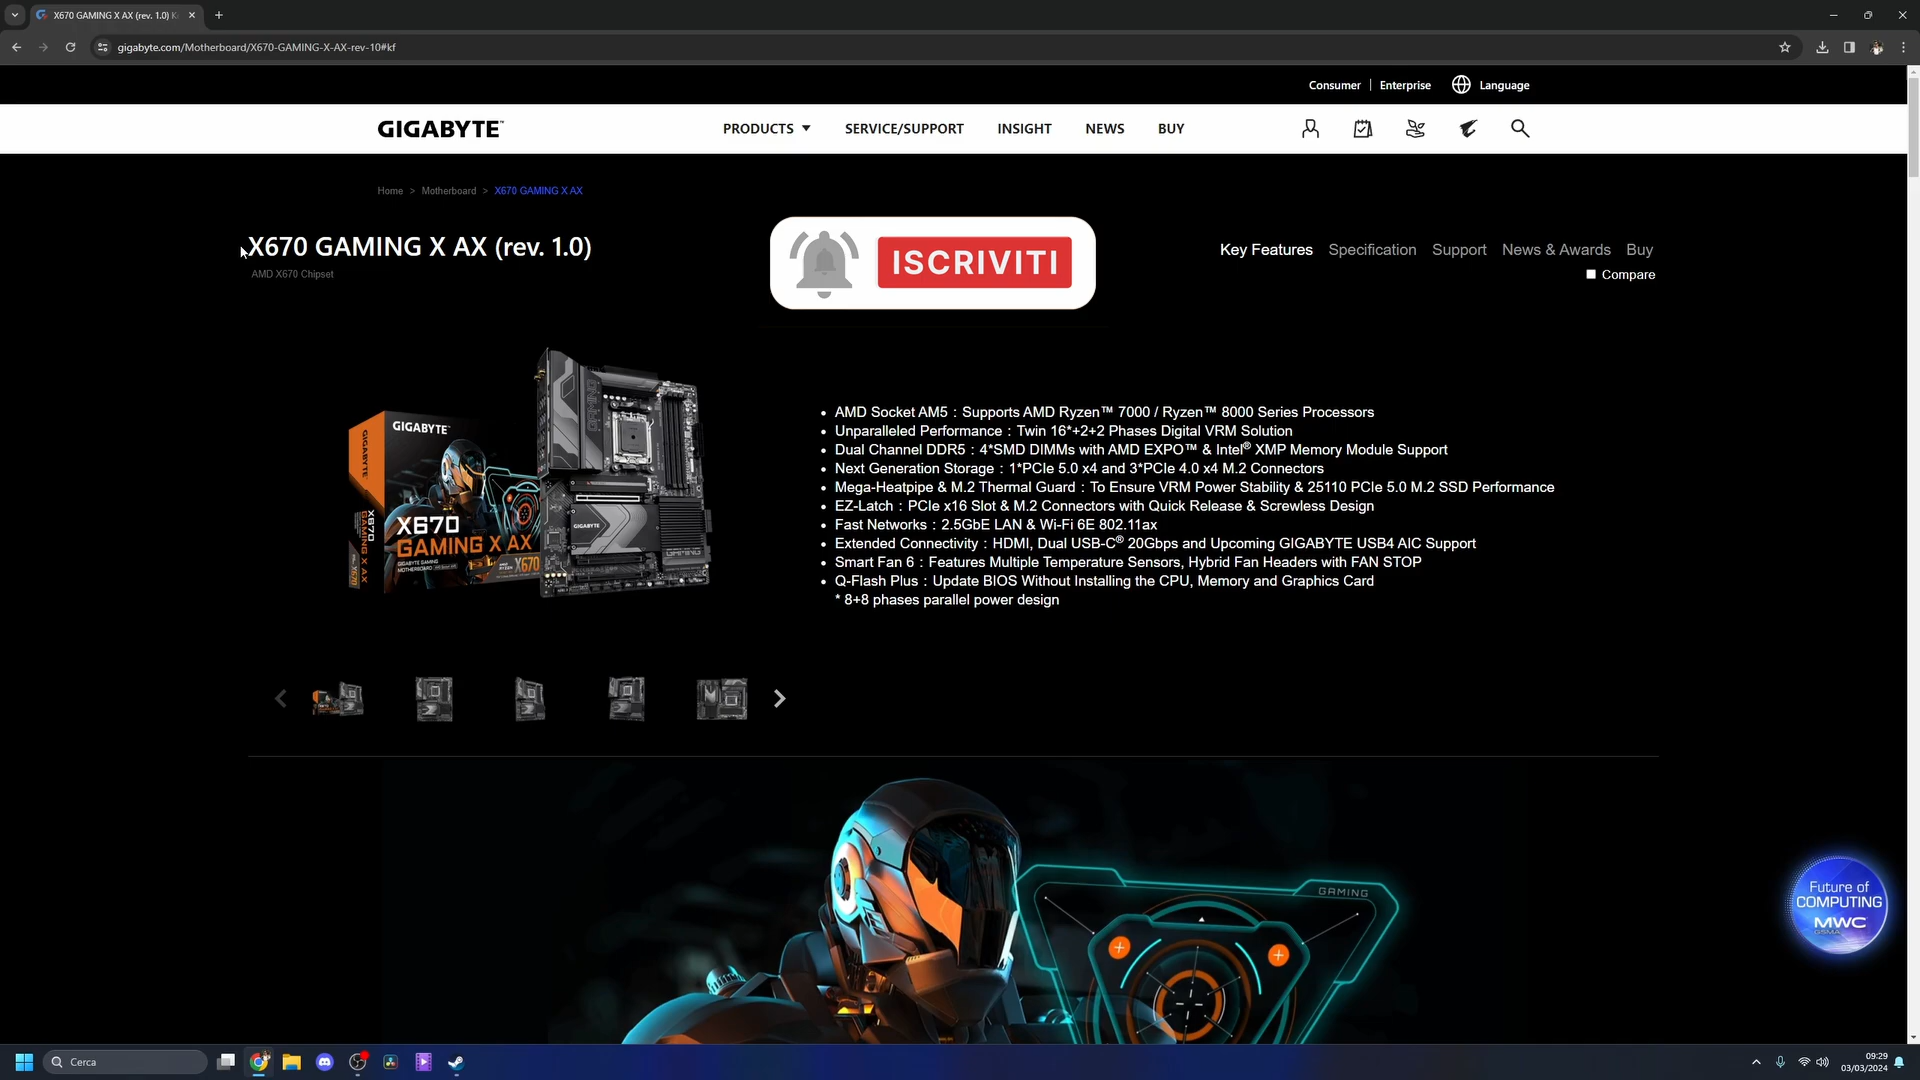 X670 GAMING X AX (rev. 1.0) K
gigabyte.com/Motherboard/X670-GAMING-X-AX-rev-10#kf
Consumer | Enterprise Language
GIGABYTE™ PRODUCTS SERVICE/SUPPORT INSIGHT NEWS BUY
Home > Motherboard > X670 GAMING X AX
X670 GAMING X AX (rev. 1.0)
AMD X670 Chipset
ISCRIVITI
Key Features Specification Support News & Awards Buy
Compare
GIGABYTE™
GIGABYTE
X670
GAMING X AX
X670
GAMING X AX
X670
GIGABYTE
• AMD Socket AM5：Supports AMD Ryzen™ 7000 / Ryzen™ 8000 Series Processors
• Unparalleled Performance：Twin 16*+2+2 Phases Digital VRM Solution
• Dual Channel DDR5：4*SMD DIMMs with AMD EXPO™ & Intel® XMP Memory Module Support
• Next Generation Storage：1*PCIe 5.0 x4 and 3*PCIe 4.0 x4 M.2 Connectors
• Mega-Heatpipe & M.2 Thermal Guard：To Ensure VRM Power Stability & 25110 PCIe 5.0 M.2 SSD Performance
• EZ-Latch：PCIe x16 Slot & M.2 Connectors with Quick Release & Screwless Design
• Fast Networks：2.5GbE LAN & Wi-Fi 6E 802.11ax
• Extended Connectivity：HDMI, Dual USB-C® 20Gbps and Upcoming GIGABYTE USB4 AIC Support
• Smart Fan 6：Features Multiple Temperature Sensors, Hybrid Fan Headers with FAN STOP
• Q-Flash Plus：Update BIOS Without Installing the CPU, Memory and Graphics Card
* 8+8 phases parallel power design
GAMING
Future of
COMPUTING
MWC
GSMA
Cerca
09:29
03/03/2024